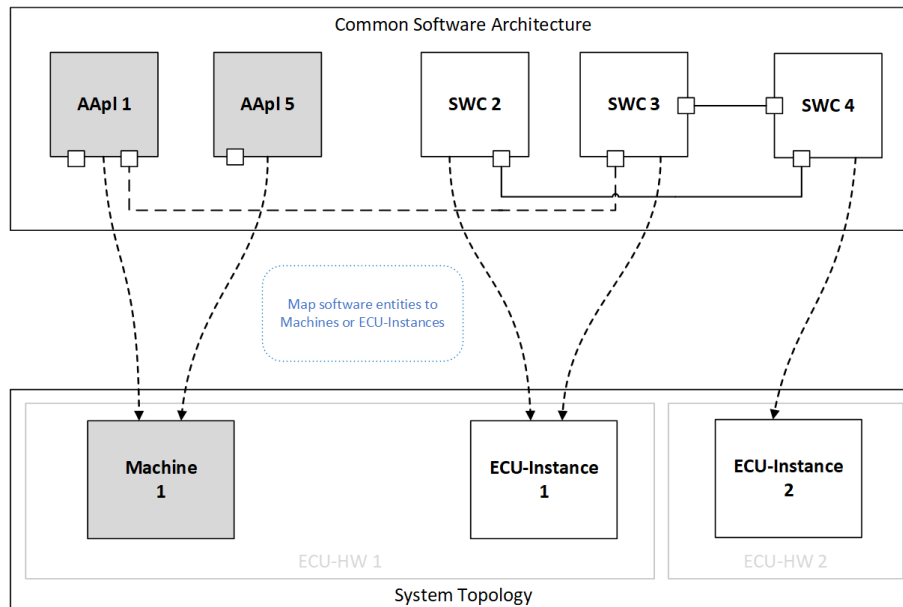 Common Software Architecture
AApl 1
AApl 5
SWC 2
SWC 3
SWC 4
Map software entities to
Machines or ECU-Instances
Machine
1
ECU-Instance
1
ECU-Instance
2
ECU-HW 1
ECU-HW 2
System Topology